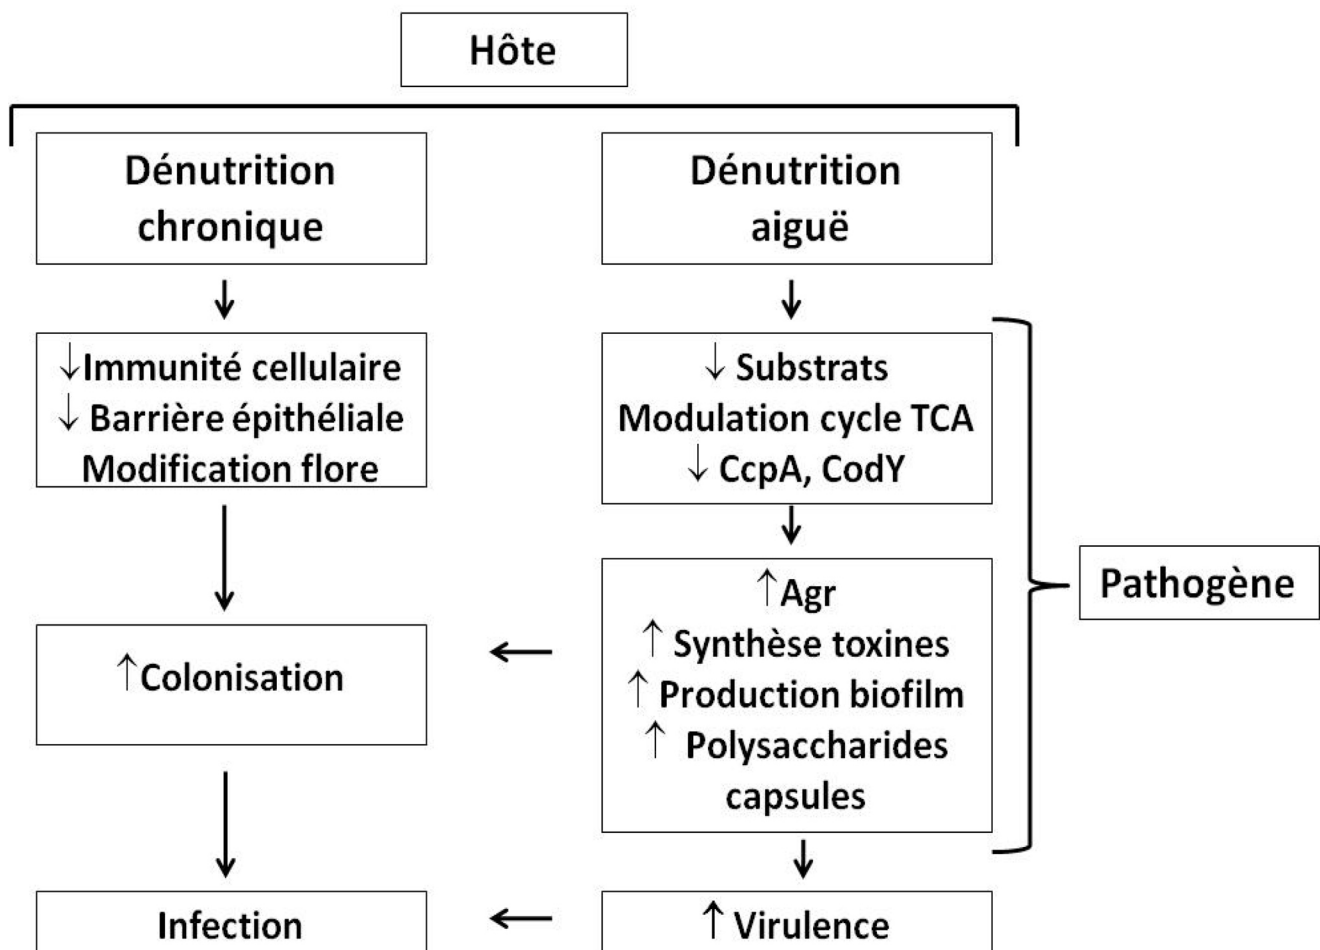 Hôte
Dénutrition
chronique
Dénutrition
aiguë
↓Immunité cellulaire
↓ Barrière épithéliale
Modification flore
↓ Substrats
Modulation cycle TCA
↓ CcpA, CodY
↑Agr
↑ Synthèse toxines
↑ Production biofilm
↑ Polysaccharides
capsules
Pathogène
↑Colonisation
Infection
↑ Virulence